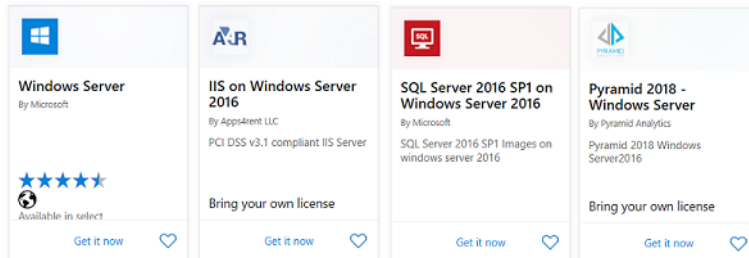 Windows Server
By Microsoft
Available in select
Get it now
A4R
IIS on Windows Server
2016
By Apps4rent LLC
PCI DSS v3.1 compliant IIS Server
Bring your own license
Get it now
SQL
SQL Server 2016 SP1 on
Windows Server 2016
By Microsoft
SQL Server 2016 SP1 Images on
windows server 2016
Get it now
PYRAMID
Pyramid 2018 -
Windows Server
By Pyramid Analytics
Pyramid 2018 Windows
Server2016
Bring your own license
Get it now